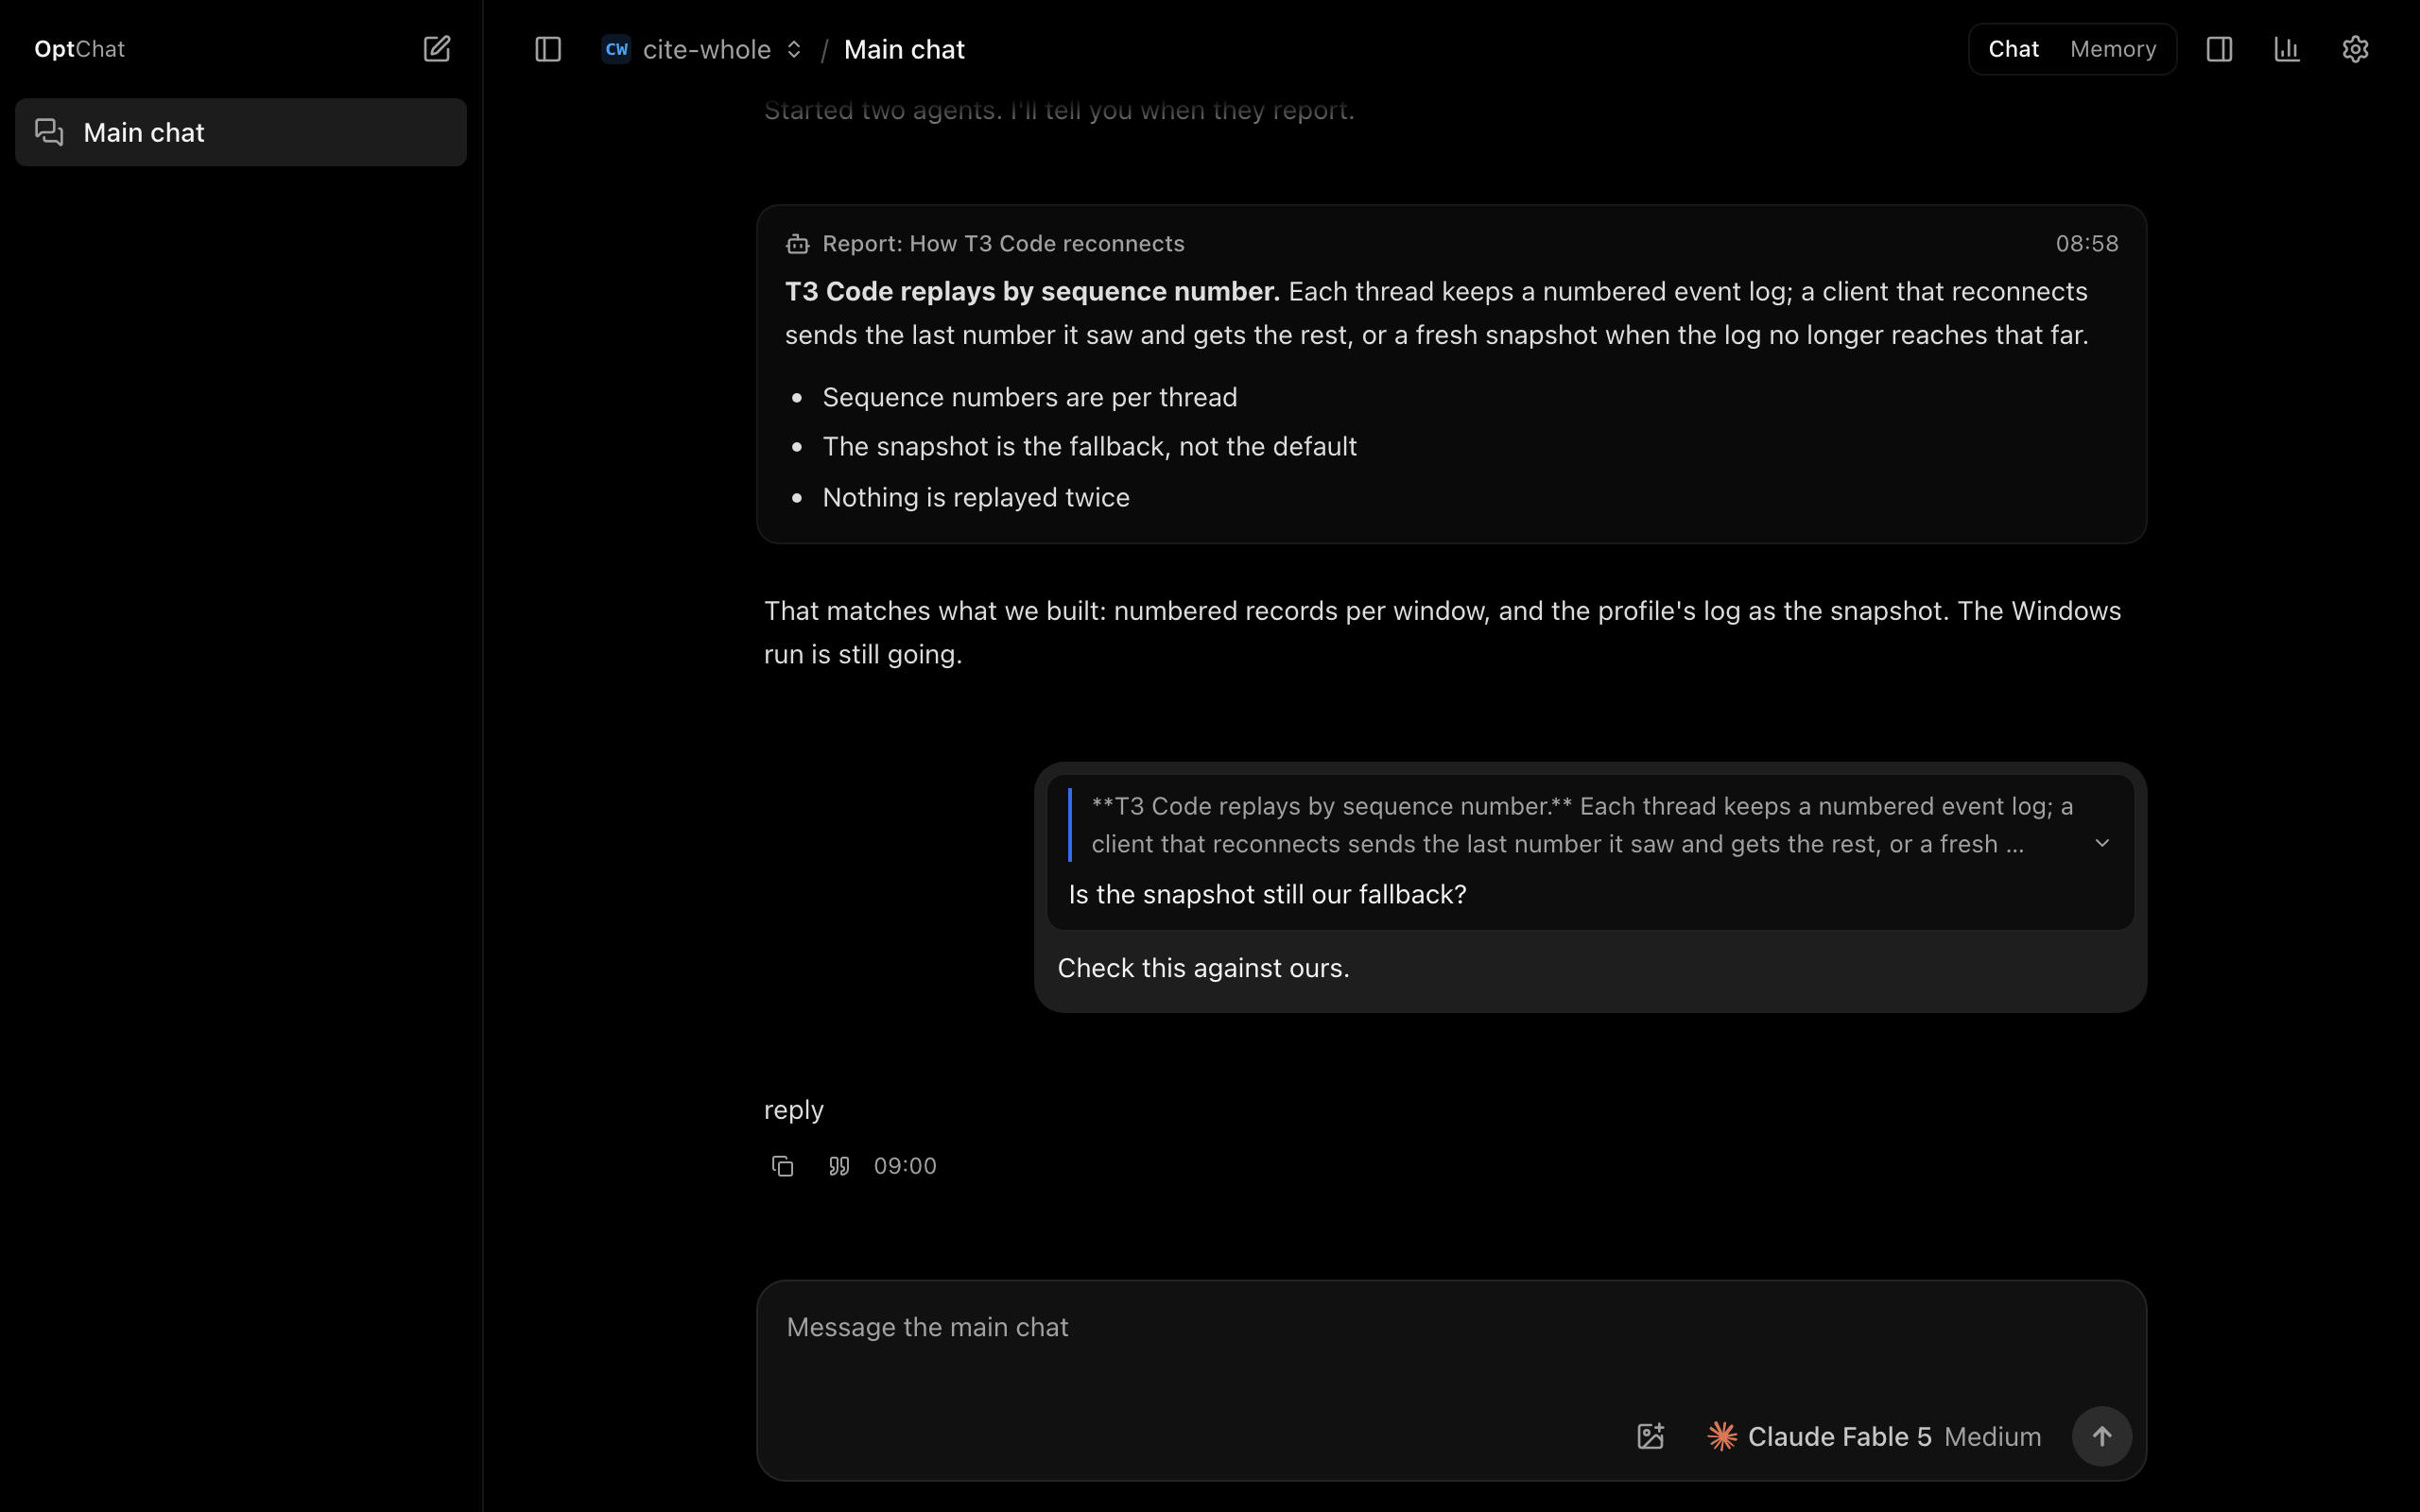 OptChat
CW cite-whole / Main chat
Chat Memory
Main chat
Started two agents. I'll tell you when they report.
Report: How T3 Code reconnects 08:58
T3 Code replays by sequence number. Each thread keeps a numbered event log; a client that reconnects
sends the last number it saw and gets the rest, or a fresh snapshot when the log no longer reaches that far.
• Sequence numbers are per thread
• The snapshot is the fallback, not the default
• Nothing is replayed twice
That matches what we built: numbered records per window, and the profile's log as the snapshot. The Windows
run is still going.
**T3 Code replays by sequence number.** Each thread keeps a numbered event log; a
client that reconnects sends the last number it saw and gets the rest, or a fresh ...
Is the snapshot still our fallback?
Check this against ours.
reply
09:00
Message the main chat
Claude Fable 5 Medium